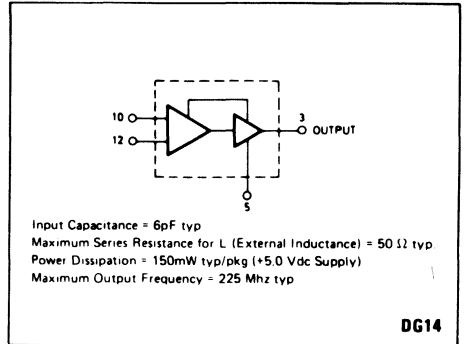 10
12
3
OUTPUT
5
Input Capacitance = 6pF typ
Maximum Series Resistance for L (External Inductance) = 50 Ω typ.
Power Dissipation = 150mW typ/pkg (+5.0 Vdc Supply)
Maximum Output Frequency = 225 Mhz typ
DG14